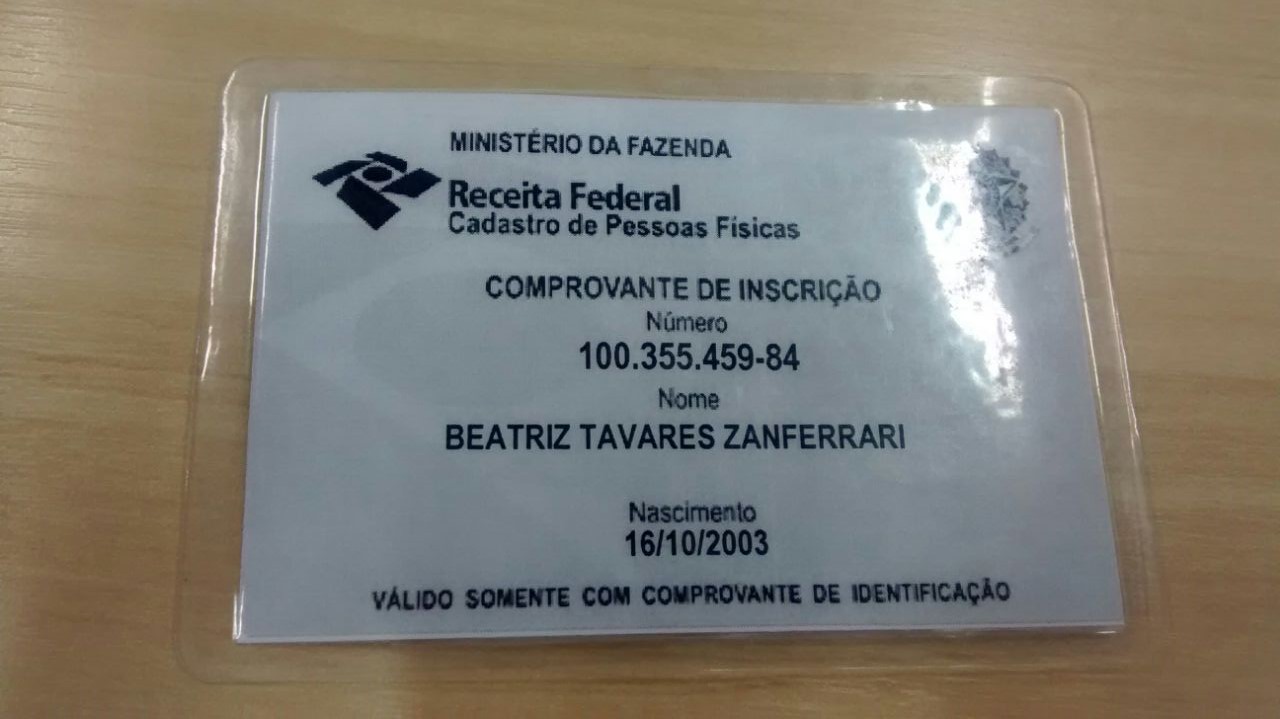 MINISTÉRIO DA FAZENDA
Receita Federal
Cadastro de Pessoas Físicas
COMPROVANTE DE INSCRIÇÃO
Número
100.355.459-84
Nome
BEATRIZ TAVARES ZANFERRARI
Nascimento
16/10/2003
VÁLIDO SOMENTE COM COMPROVANTE DE IDENTIFICAÇÃO